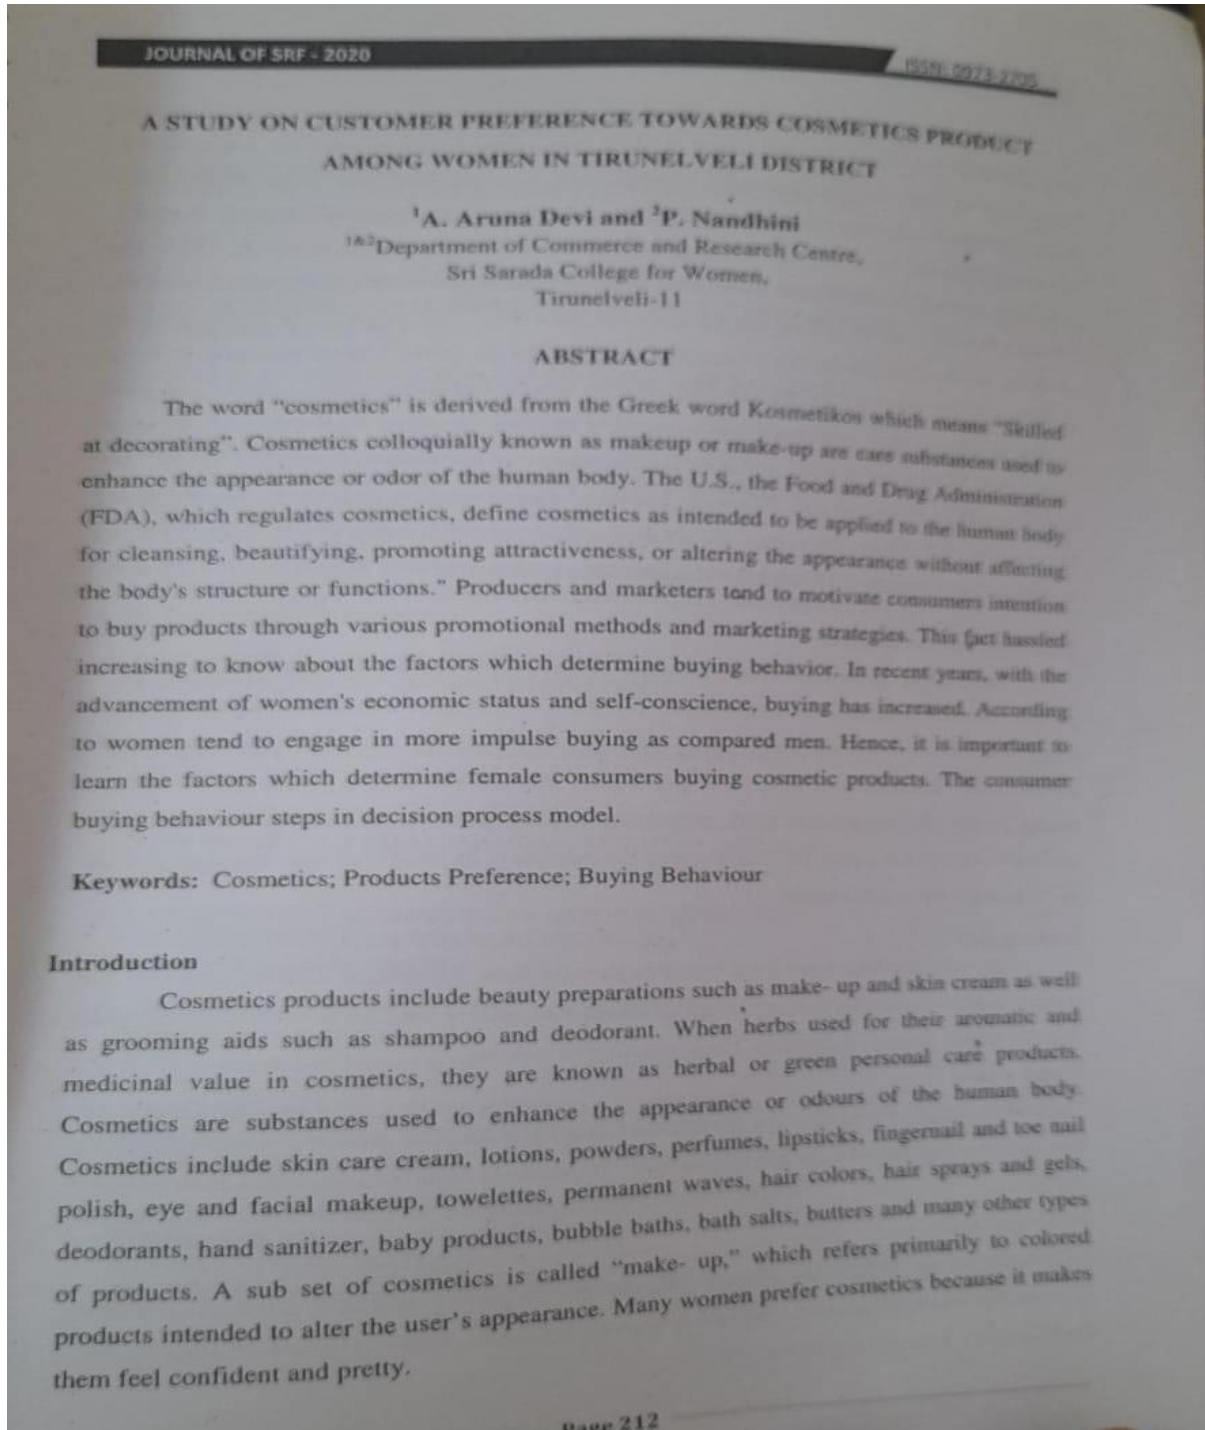 JOURNAL OF SRF - 2020
ISSN: 0973-2705
A STUDY ON CUSTOMER PREFERENCE TOWARDS COSMETICS PRODUCT
AMONG WOMEN IN TIRUNELVELI DISTRICT
¹A. Aruna Devi and ²P. Nandhini
¹&²Department of Commerce and Research Centre,
Sri Sarada College for Women,
Tirunelveli-11
ABSTRACT
The word "cosmetics" is derived from the Greek word Kosmetikos which means "Skilled
at decorating". Cosmetics colloquially known as makeup or make-up are care substances used to
enhance the appearance or odor of the human body. The U.S., the Food and Drug Administration
(FDA), which regulates cosmetics, define cosmetics as intended to be applied to the human body
for cleansing, beautifying, promoting attractiveness, or altering the appearance without affecting
the body's structure or functions." Producers and marketers tend to motivate consumers intention
to buy products through various promotional methods and marketing strategies. This fact
increasing to know about the factors which determine buying behavior. In recent years, with the
advancement of women's economic status and self-conscience, buying has increased. According
to women tend to engage in more impulse buying as compared men. Hence, it is important to
learn the factors which determine female consumers buying cosmetic products. The consumer
buying behaviour steps in decision process model.
Keywords: Cosmetics; Products Preference; Buying Behaviour
Introduction
Cosmetics products include beauty preparations such as make- up and skin cream as well
as grooming aids such as shampoo and deodorant. When herbs used for their aromatic and
medicinal value in cosmetics, they are known as herbal or green personal care products.
Cosmetics are substances used to enhance the appearance or odours of the human body.
Cosmetics include skin care cream, lotions, powders, perfumes, lipsticks, fingernail and toe nail
polish, eye and facial makeup, towelettes, permanent waves, hair colors, hair sprays and gels,
deodorants, hand sanitizer, baby products, bubble baths, bath salts, butters and many other types
of products. A sub set of cosmetics is called "make- up," which refers primarily to colored
products intended to alter the user's appearance. Many women prefer cosmetics because it makes
them feel confident and pretty.
Page 212